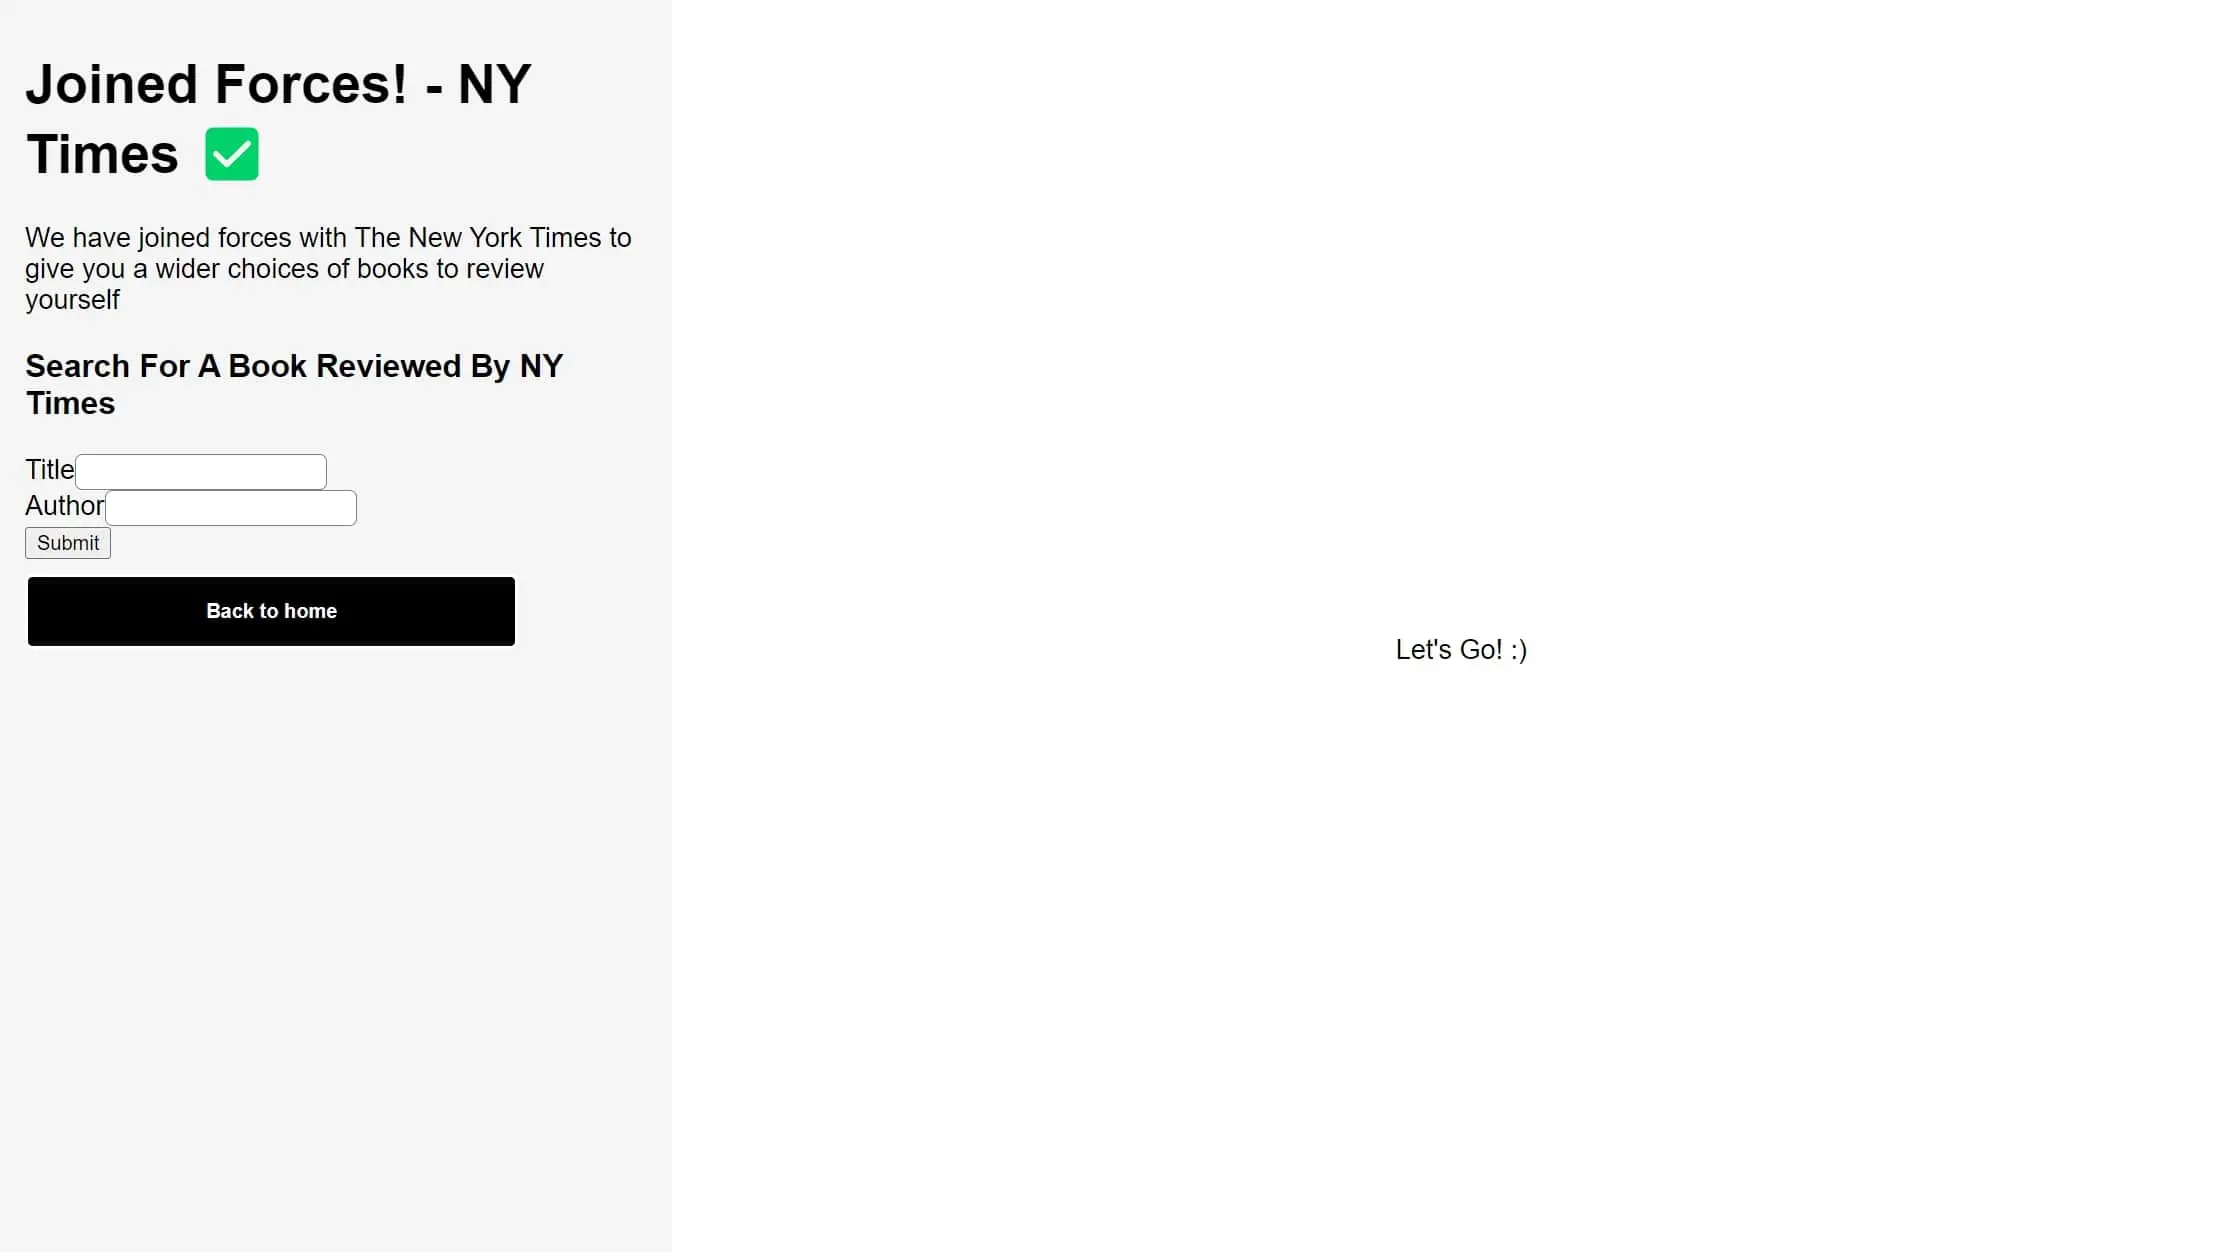 Joined Forces! - NY
Times ✅
We have joined forces with The New York Times to
give you a wider choices of books to review
yourself
Search For A Book Reviewed By NY
Times
Title
Author
Submit
Back to home
Let's Go! :)